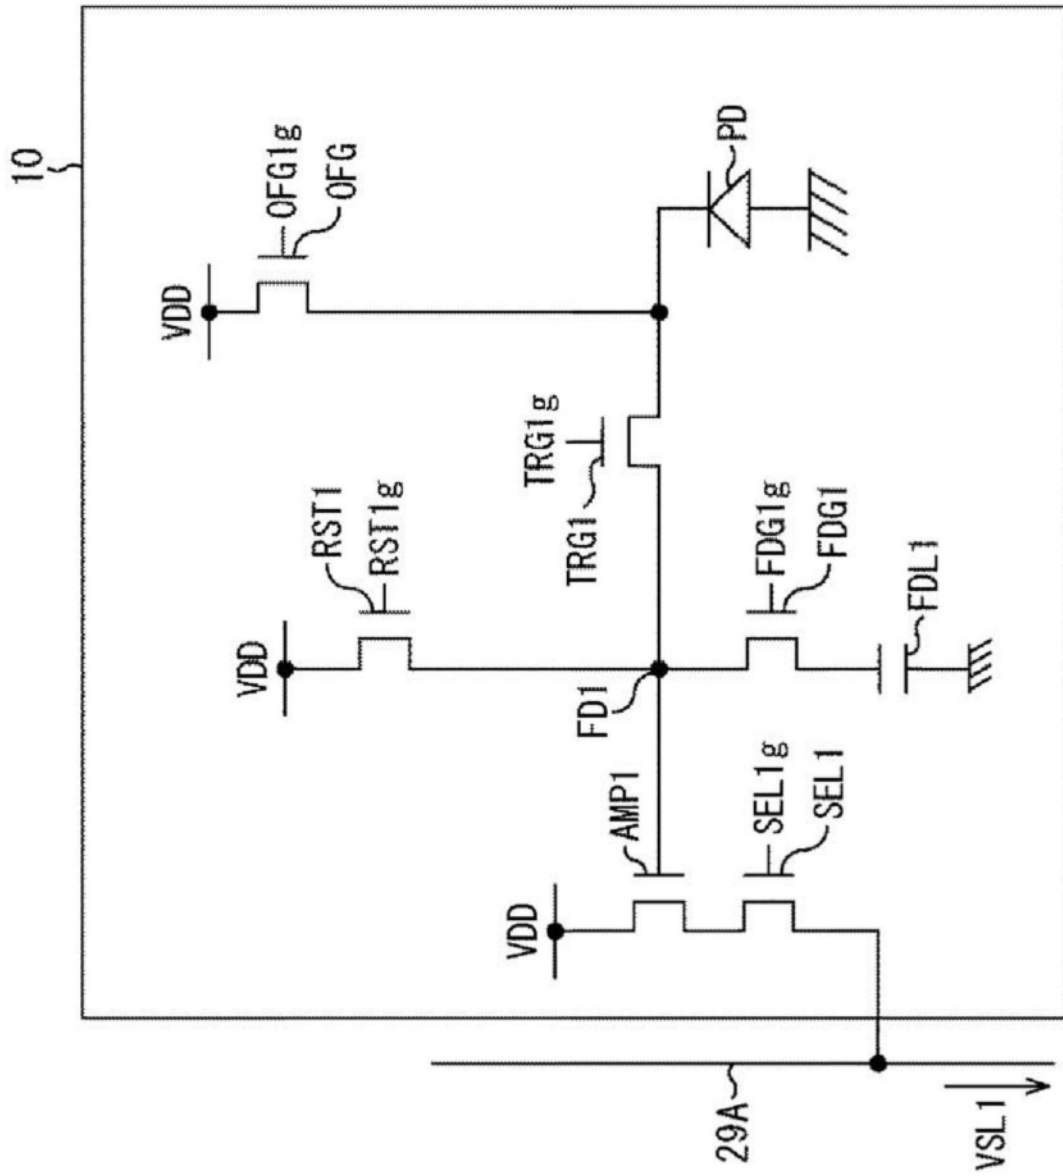 10
VDD
OFG1g
OFG
PD
VDD
RST1
RST1g
TRG1g
TRG1
FD1
FDG1g
FDG1
FDL1
VDD
AMP1
SEL1g
SEL1
29A
VSL1